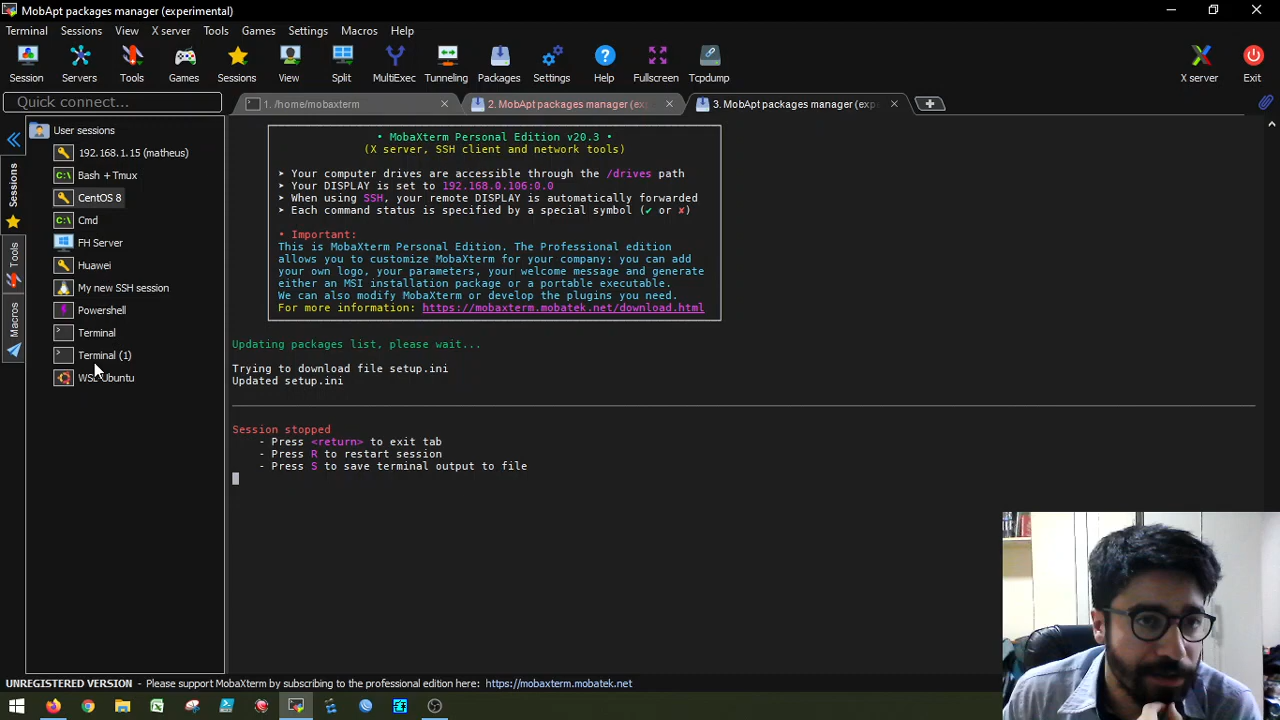 MobApt packages manager (experimental)
Terminal Sessions View X server Tools Games Settings Macros Help
Session Servers Tools Games Sessions View Split MultiExec Tunneling Packages Settings Help Fullscreen Tcpdump X server Exit
Quick connect...
1. /home/mobaxterm
2. MobApt packages manager (ex
3. MobApt packages manager (exp
Sessions
Tools
Macros
User sessions
192.168.1.15 (matheus)
Bash + Tmux
CentOS 8
Cmd
FH Server
Huawei
My new SSH session
Powershell
Terminal
Terminal (1)
WSL Ubuntu
• MobaXterm Personal Edition v20.3 •
(X server, SSH client and network tools)
➤ Your computer drives are accessible through the /drives path
➤ Your DISPLAY is set to 192.168.0.106:0.0
➤ When using SSH, your remote DISPLAY is automatically forwarded
➤ Each command status is specified by a special symbol (✔ or ✘)
• Important:
This is MobaXterm Personal Edition. The Professional edition
allows you to customize MobaXterm for your company: you can add
your own logo, your parameters, your welcome message and generate
either an MSI installation package or a portable executable.
We can also modify MobaXterm or develop the plugins you need.
For more information: https://mobaxterm.mobatek.net/download.html
Updating packages list, please wait...
Trying to download file setup.ini
Updated setup.ini
Session stopped
- Press <return> to exit tab
- Press R to restart session
- Press S to save terminal output to file
UNREGISTERED VERSION - Please support MobaXterm by subscribing to the professional edition here: https://mobaxterm.mobatek.net